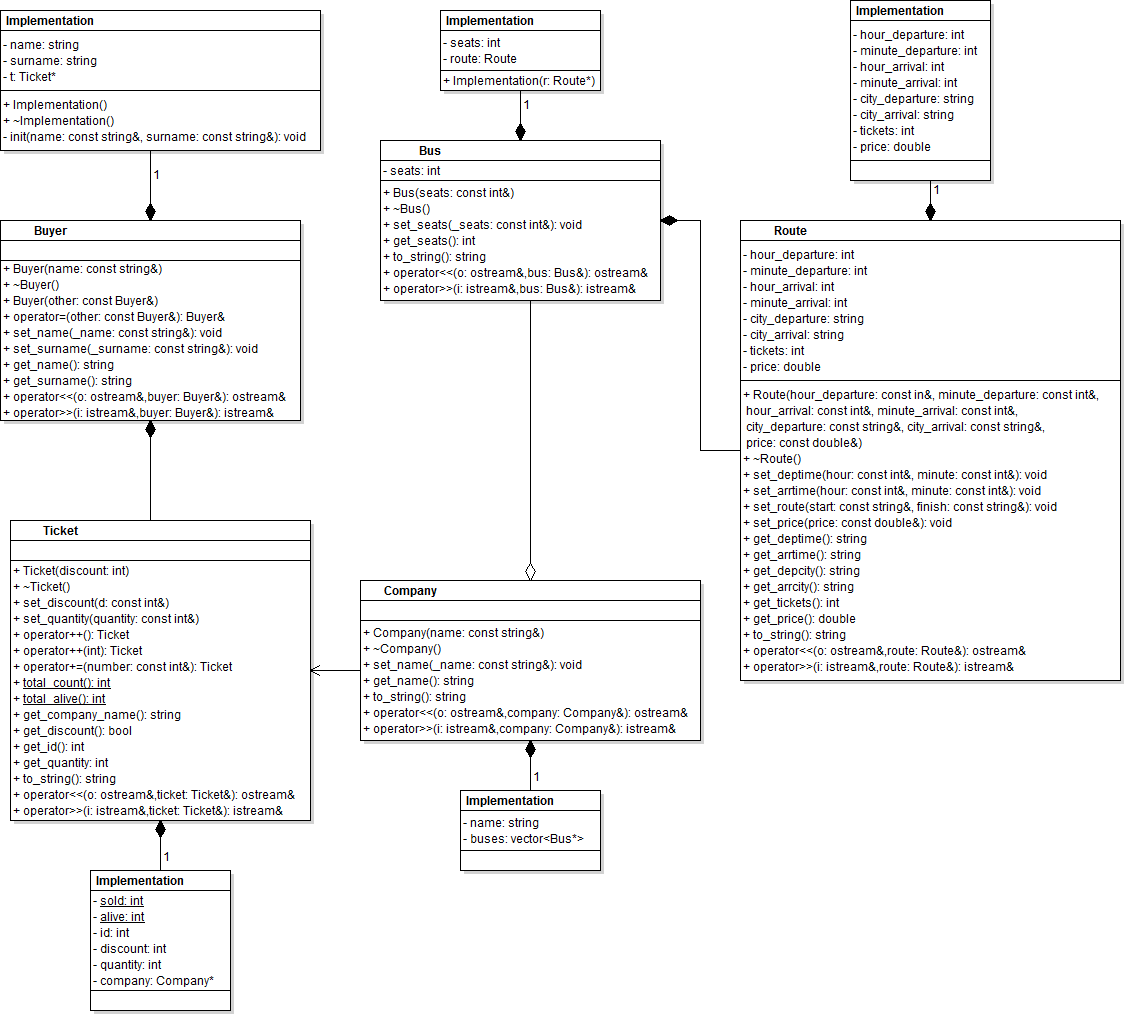 Implementation
- name: string
- surname: string
- t: Ticket*
+ Implementation()
+ ~Implementation()
- init(name: const string&, surname: const string&): void
1
Buyer
+ Buyer(name: const string&)
+ ~Buyer()
+ Buyer(other: const Buyer&)
+ operator=(other: const Buyer&): Buyer&
+ set_name(_name: const string&): void
+ set_surname(_surname: const string&): void
+ get_name(): string
+ get_surname(): string
+ operator<<(o: ostream&,buyer: Buyer&): ostream&
+ operator>>(i: istream&,buyer: Buyer&): istream&
Ticket
+ Ticket(discount: int)
+ ~Ticket()
+ set_discount(d: const int&)
+ set_quantity(quantity: const int&)
+ operator++(): Ticket
+ operator++(int): Ticket
+ operator+=(number: const int&): Ticket
+ total_count(): int
+ total_alive(): int
+ get_company_name(): string
+ get_discount(): bool
+ get_id(): int
+ get_quantity: int
+ to_string(): string
+ operator<<(o: ostream&,ticket: Ticket&): ostream&
+ operator>>(i: istream&,ticket: Ticket&): istream&
1
Implementation
- sold: int
- alive: int
- id: int
- discount: int
- quantity: int
- company: Company*
Implementation
- seats: int
- route: Route
+ Implementation(r: Route*)
1
Bus
- seats: int
+ Bus(seats: const int&)
+ ~Bus()
+ set_seats(_seats: const int&): void
+ get_seats(): int
+ to_string(): string
+ operator<<(o: ostream&,bus: Bus&): ostream&
+ operator>>(i: istream&,bus: Bus&): istream&
Company
+ Company(name: const string&)
+ ~Company()
+ set_name(_name: const string&): void
+ get_name(): string
+ to_string(): string
+ operator<<(o: ostream&,company: Company&): ostream&
+ operator>>(i: istream&,company: Company&): istream&
1
Implementation
- name: string
- buses: vector<Bus*>
Implementation
- hour_departure: int
- minute_departure: int
- hour_arrival: int
- minute_arrival: int
- city_departure: string
- city_arrival: string
- tickets: int
- price: double
1
Route
- hour_departure: int
- minute_departure: int
- hour_arrival: int
- minute_arrival: int
- city_departure: string
- city_arrival: string
- tickets: int
- price: double
+ Route(hour_departure: const in&, minute_departure: const int&,
hour_arrival: const int&, minute_arrival: const int&,
city_departure: const string&, city_arrival: const string&,
price: const double&)
+ ~Route()
+ set_deptime(hour: const int&, minute: const int&): void
+ set_arrtime(hour: const int&, minute: const int&): void
+ set_route(start: const string&, finish: const string&): void
+ set_price(price: const double&): void
+ get_deptime(): string
+ get_arrtime(): string
+ get_depcity(): string
+ get_arrcity(): string
+ get_tickets(): int
+ get_price(): double
+ to_string(): string
+ operator<<(o: ostream&,route: Route&): ostream&
+ operator>>(i: istream&,route: Route&): istream&